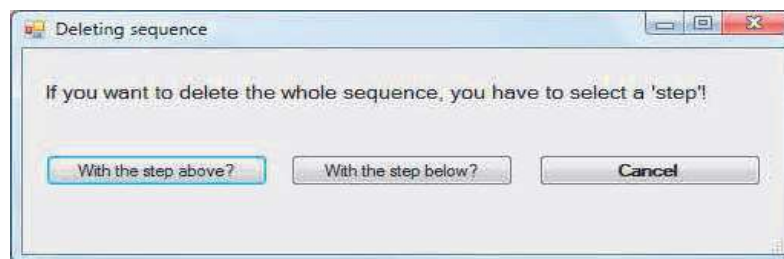 Deleting sequence
If you want to delete the whole sequence, you have to select a 'step'!
With the step above? With the step below? Cancel